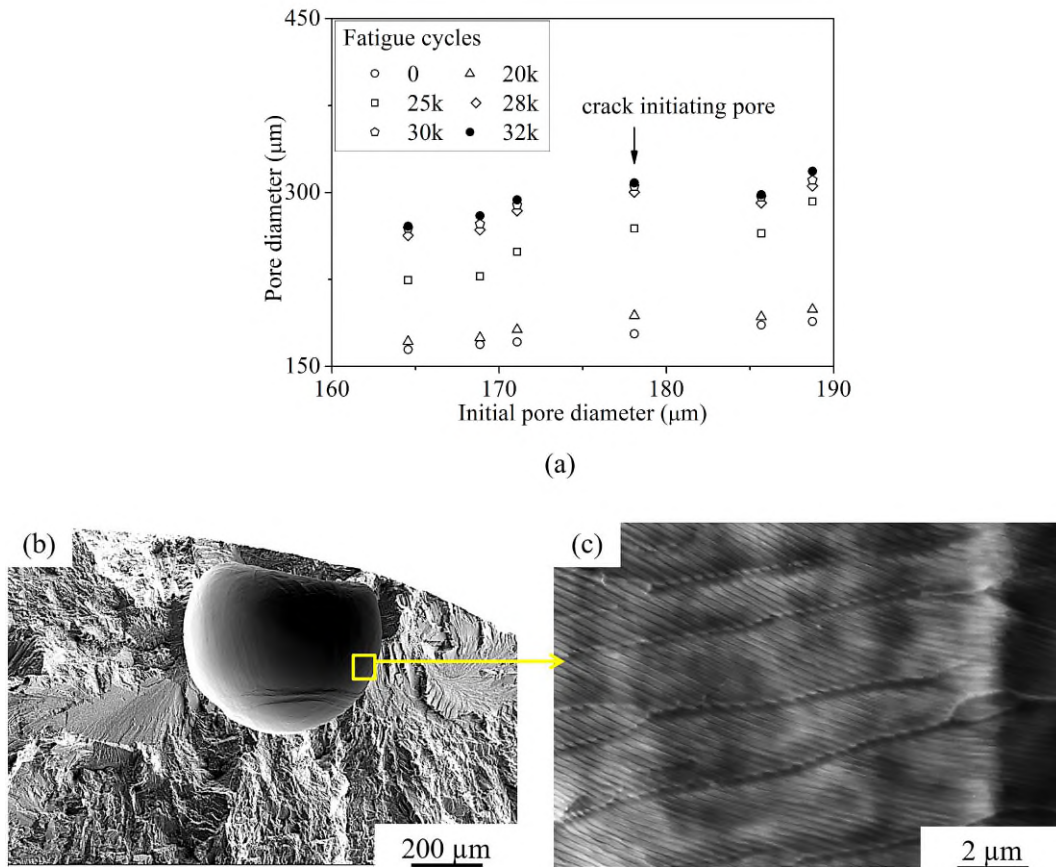 450
Fatigue cycles
0 20k
25k 28k
30k 32k
crack initiating pore
300
150
Pore diameter (μm)
160 170 180 190
Initial pore diameter (μm)
(a)
(b) (c)
200 μm 2 μm